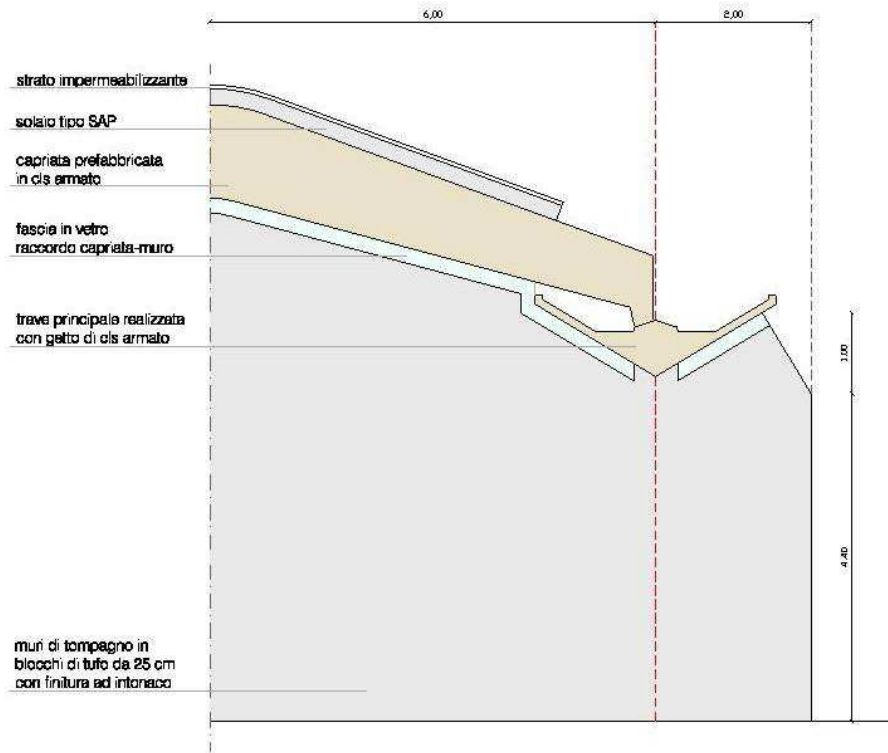 6,00
2,00
strato impermeabilizzante
solaio tipo SAP
capriata prefabbricata
in cls armato
fascia in vetro
raccordo capriata-muro
trave principale realizzata
con getto di cls armato
1,00
4,40
muri di tompagno in
blocchi di tufo da 25 cm
con finitura ad intonaco